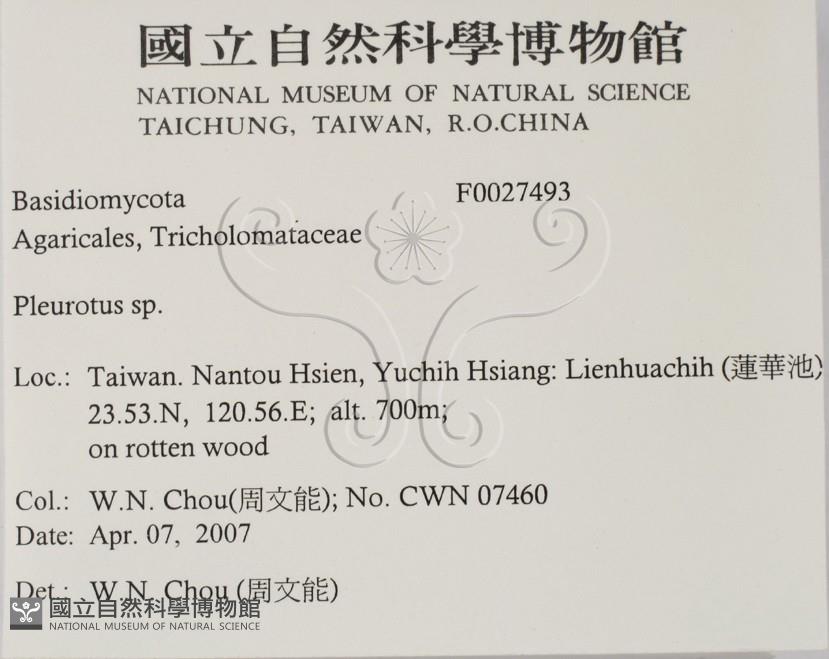 國立自然科學博物館
NATIONAL MUSEUM OF NATURAL SCIENCE
TAICHUNG, TAIWAN, R.O.CHINA
Basidiomycota F0027493
Agaricales, Tricholomataceae
Pleurotus sp.
Loc.: Taiwan. Nantou Hsien, Yuchih Hsiang: Lienhuachih (蓮華池)
23.53.N, 120.56.E; alt. 700m;
on rotten wood
Col.: W.N. Chou(周文能); No. CWN 07460
Date: Apr. 07, 2007
Det.: W.N. Chou (周文能)
國立自然科學博物館
NATIONAL MUSEUM OF NATURAL SCIENCE